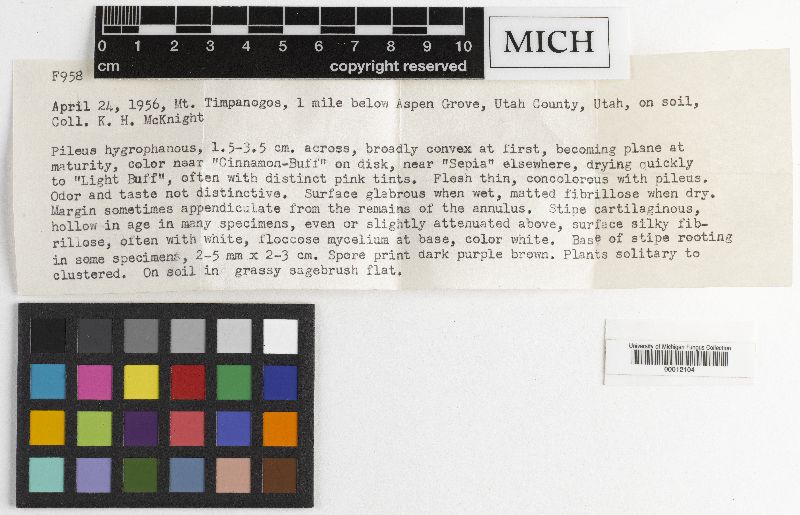 0 1 2 3 4 5 6 7 8 9 10
cm copyright reserved
MICH
F958
April 24, 1956, Mt. Timpanogos, 1 mile below Aspen Grove, Utah County, Utah, on soil,
Coll. K. H. McKnight
Pileus hygrophanous, 1.5-3.5 cm. across, broadly convex at first, becoming plane at
maturity, color near "Cinnamon-Buff" on disk, near "Sepia" elsewhere, drying quickly
to "Light Buff", often with distinct pink tints. Flesh thin, concolorous with pileus.
Odor and taste not distinctive. Surface glabrous when wet, matted fibrillose when dry.
Margin sometimes appendiculate from the remains of the annulus. Stipe cartilaginous,
hollow in age in many specimens, even or slightly attenuated above, surface silky fib-
rillose, often with white, floccose mycelium at base, color white. Base of stipe rooting
in some specimens, 2-5 mm x 2-3 cm. Spore print dark purple brown. Plants solitary to
clustered. On soil in grassy sagebrush flat.
University of Michigan Fungus Collection
00012104